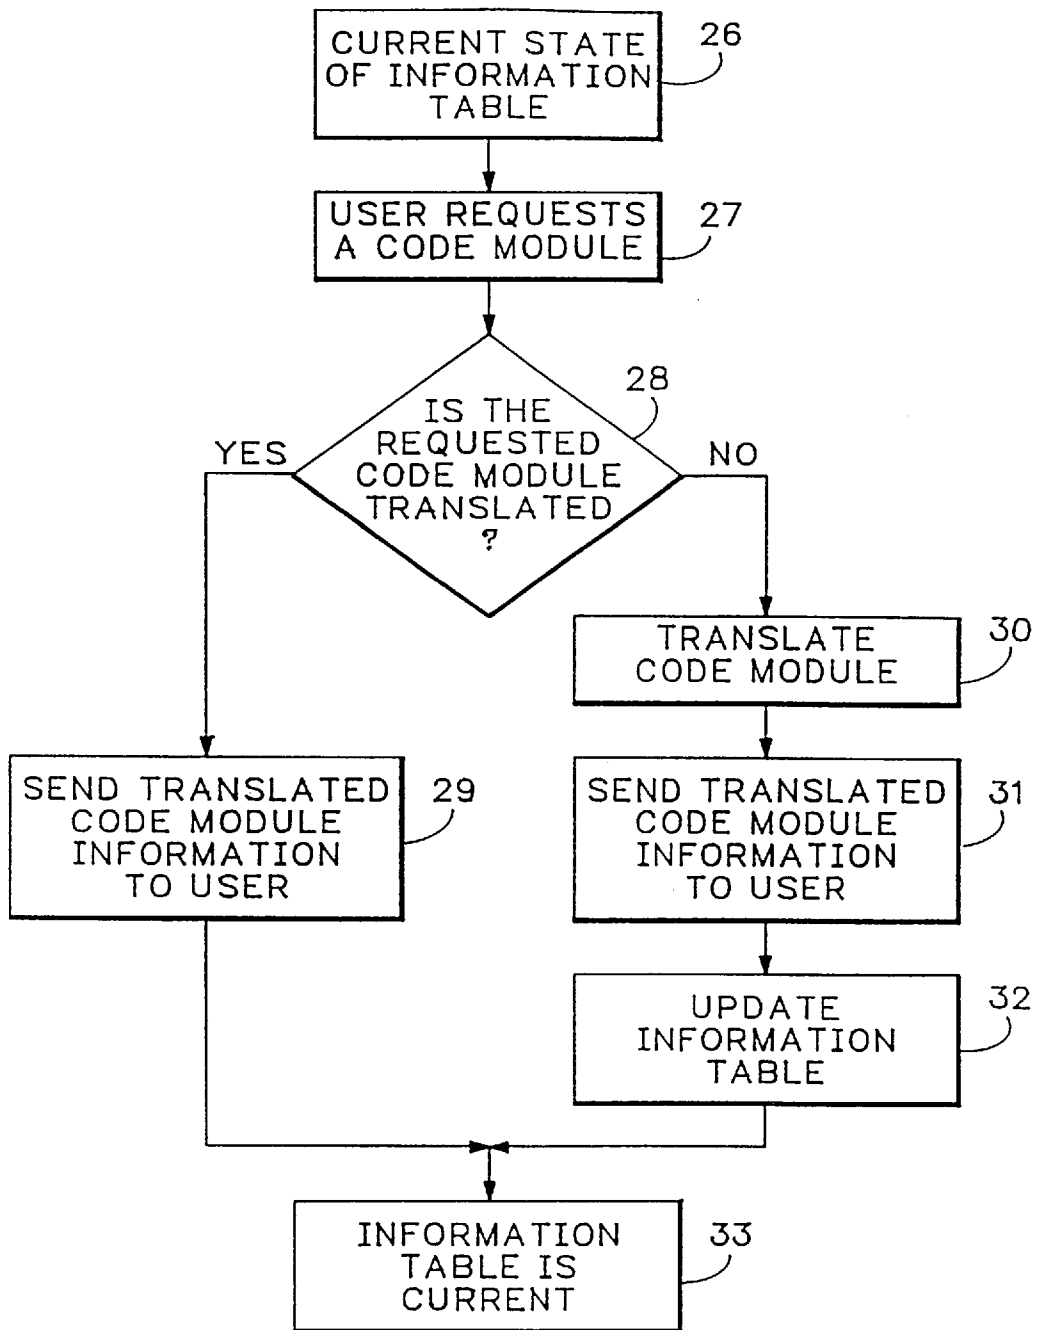 CURRENT STATE
OF INFORMATION
TABLE
26
USER REQUESTS
A CODE MODULE
27
28
IS THE
REQUESTED
CODE MODULE
TRANSLATED
?
YES
NO
TRANSLATE
CODE MODULE
30
SEND TRANSLATED
CODE MODULE
INFORMATION
TO USER
29
SEND TRANSLATED
CODE MODULE
INFORMATION
TO USER
31
UPDATE
INFORMATION
TABLE
32
INFORMATION
TABLE IS
CURRENT
33